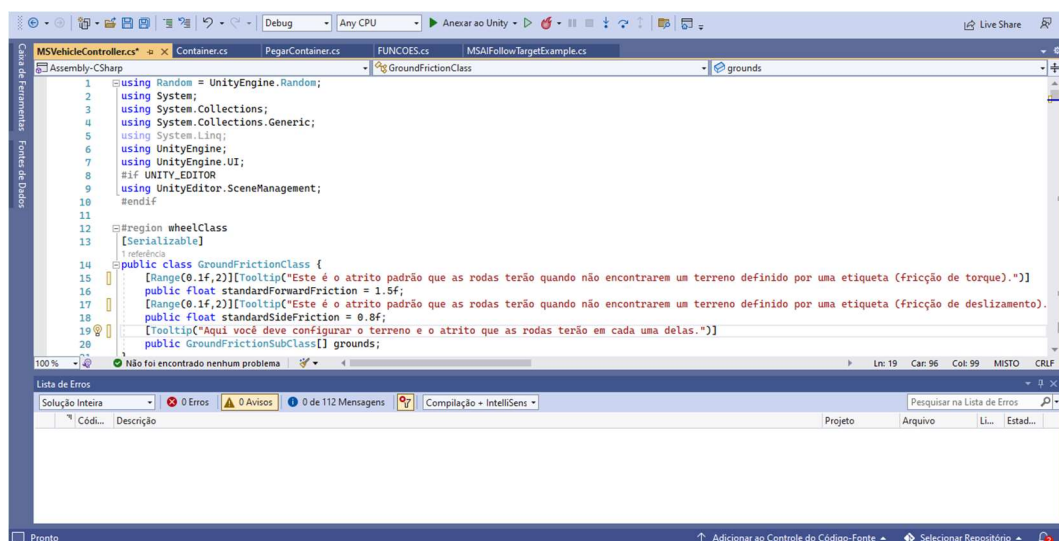 Debug Any CPU Anexar ao Unity Live Share
MSVehicleController.cs* Container.cs PegarContainer.cs FUNCOES.cs MSAIFollowTargetExample.cs
Assembly-CSharp GroundFrictionClass grounds
Caixa de Ferramentas
Fontes de Dados
1 using Random = UnityEngine.Random;
2 using System;
3 using System.Collections;
4 using System.Collections.Generic;
5 using System.Linq;
6 using UnityEngine;
7 using UnityEngine.UI;
8 #if UNITY_EDITOR
9 using UnityEditor.SceneManagement;
10 #endif
11
12 #region wheelClass
13 [Serializable]
1 referência
14 public class GroundFrictionClass {
15 [Range(0.1f,2)][Tooltip("Este é o atrito padrão que as rodas terão quando não encontrarem um terreno definido por uma etiqueta (fricção de torque).")]
16 public float standardForwardFriction = 1.5f;
17 [Range(0.1f,2)][Tooltip("Este é o atrito padrão que as rodas terão quando não encontrarem um terreno definido por uma etiqueta (fricção de deslizamento).
18 public float standardSideFriction = 0.8f;
19 [Tooltip("Aqui você deve configurar o terreno e o atrito que as rodas terão em cada uma delas.")]
20 public GroundFrictionSubClass[] grounds;
100 % Não foi encontrado nenhum problema Ln: 19 Car: 96 Col: 99 MISTO CRLF
Lista de Erros
Solução Inteira 0 Erros 0 Avisos 0 de 112 Mensagens Compilação + IntelliSens Pesquisar na Lista de Erros
Códi... Descrição Projeto Arquivo Li... Estad...
Pronto Adicionar ao Controle do Código-Fonte Selecionar Repositório